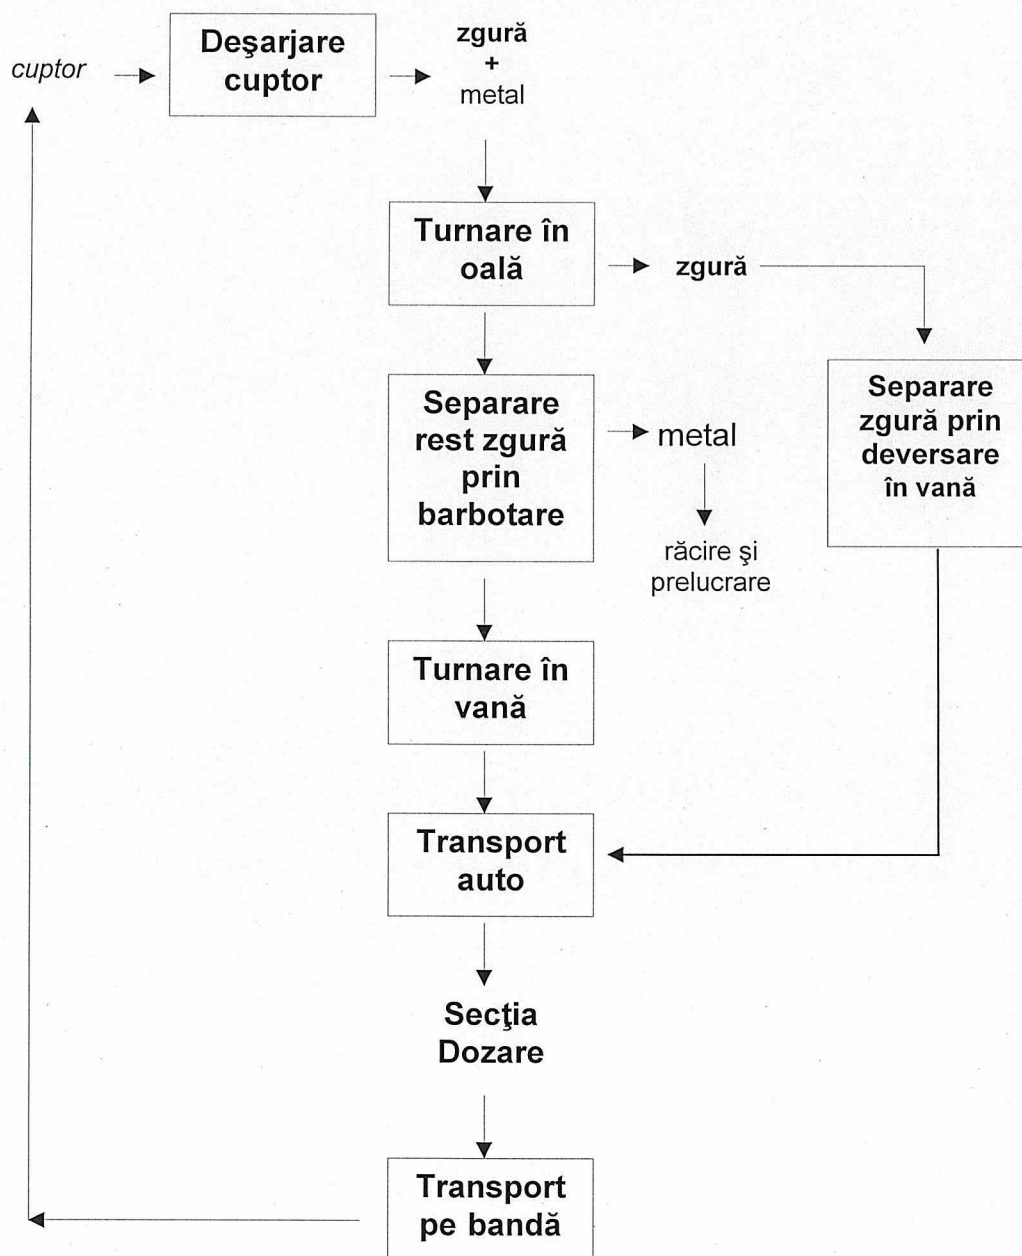 cuptor
Deşarjare
cuptor
zgură
+
metal
Turnare în
oală
zgură
Separare
rest zgură
prin
barbotare
metal
răcire şi
prelucrare
Separare
zgură prin
deversare
în vană
Turnare în
vană
Transport
auto
Secţia
Dozare
Transport
pe bandă